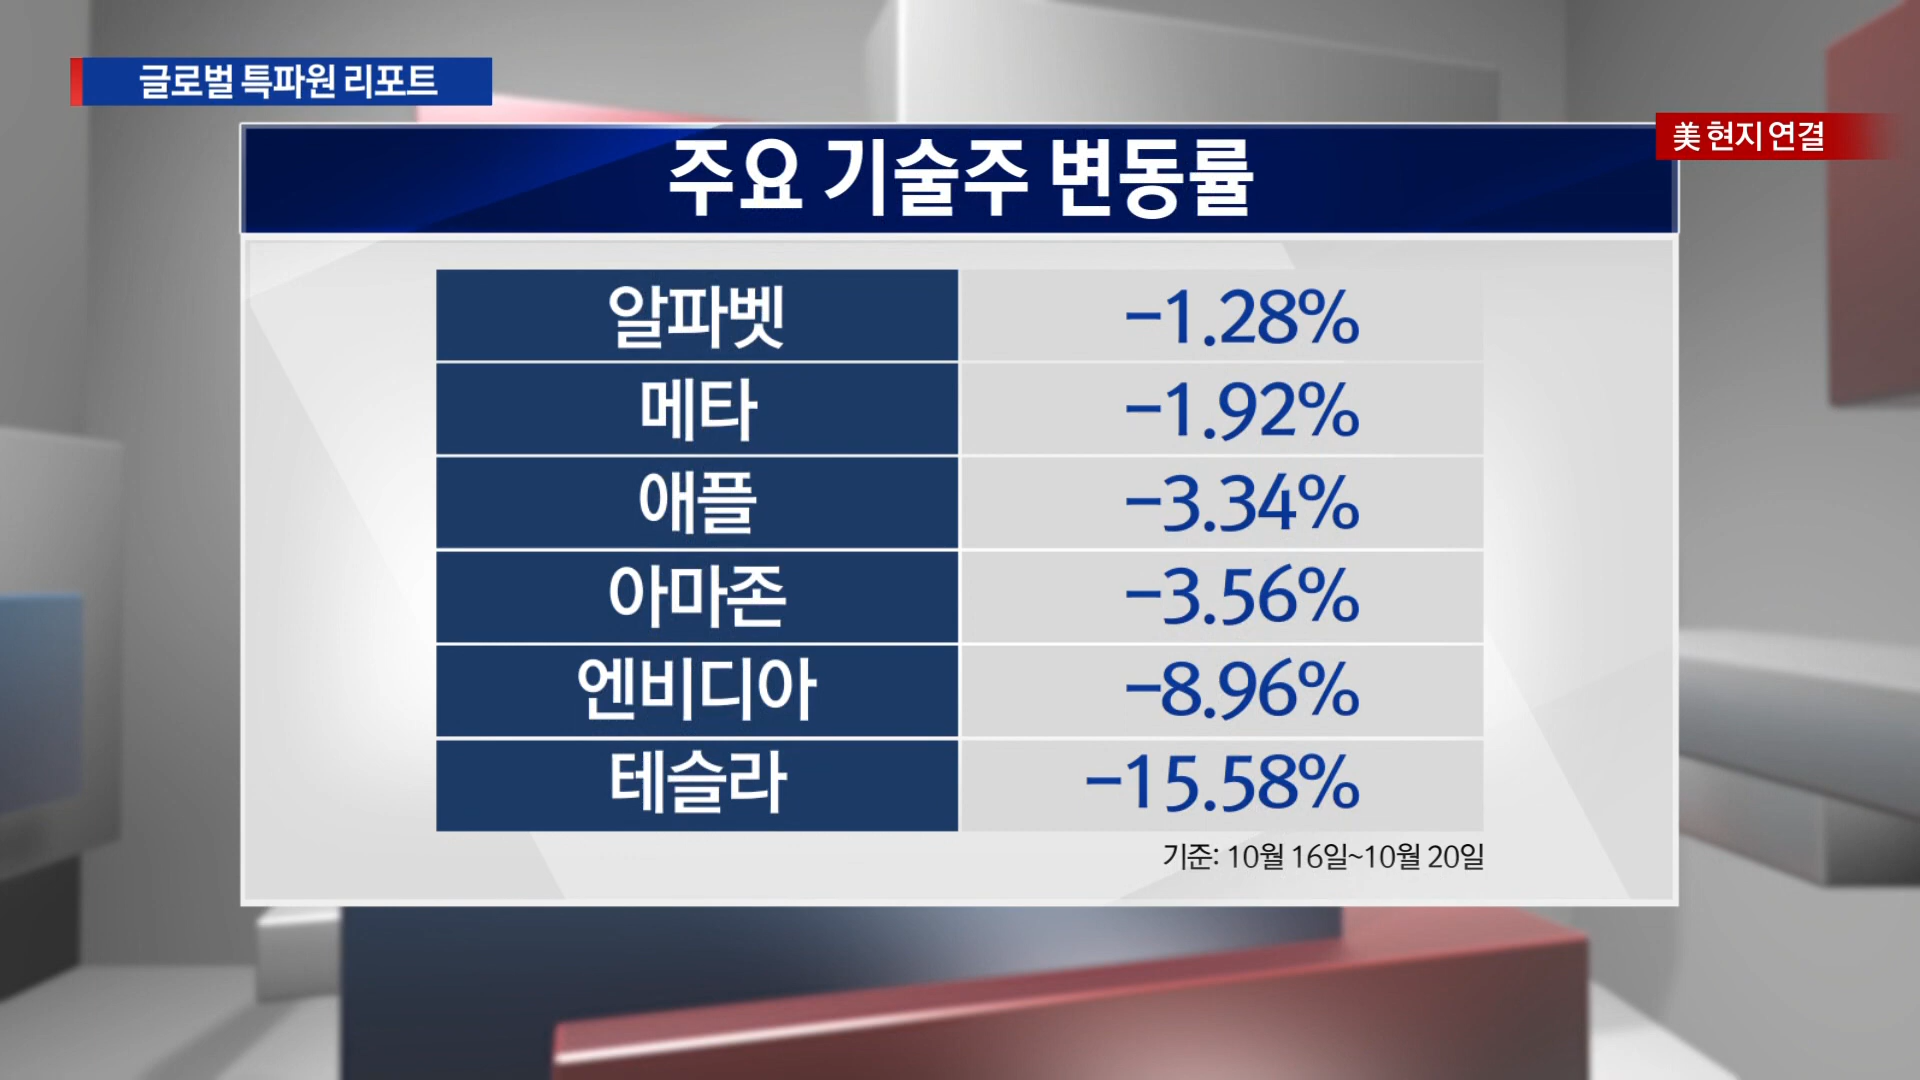 글로벌 특파원 리포트
美 현지 연결
주요 기술주 변동률
알파벳 -1.28%
메타 -1.92%
애플 -3.34%
아마존 -3.56%
엔비디아 -8.96%
테슬라 -15.58%
기준: 10월 16일~10월 20일